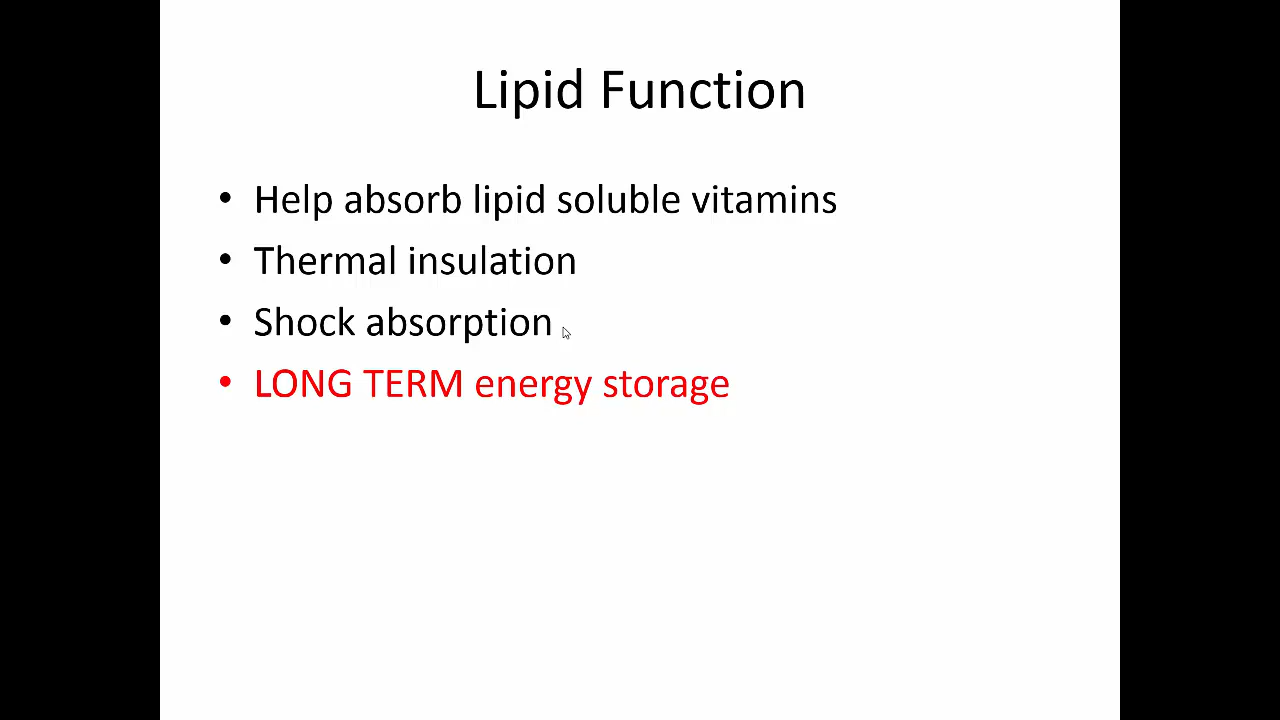 Lipid Function
• Help absorb lipid soluble vitamins
• Thermal insulation
• Shock absorption
• LONG TERM energy storage